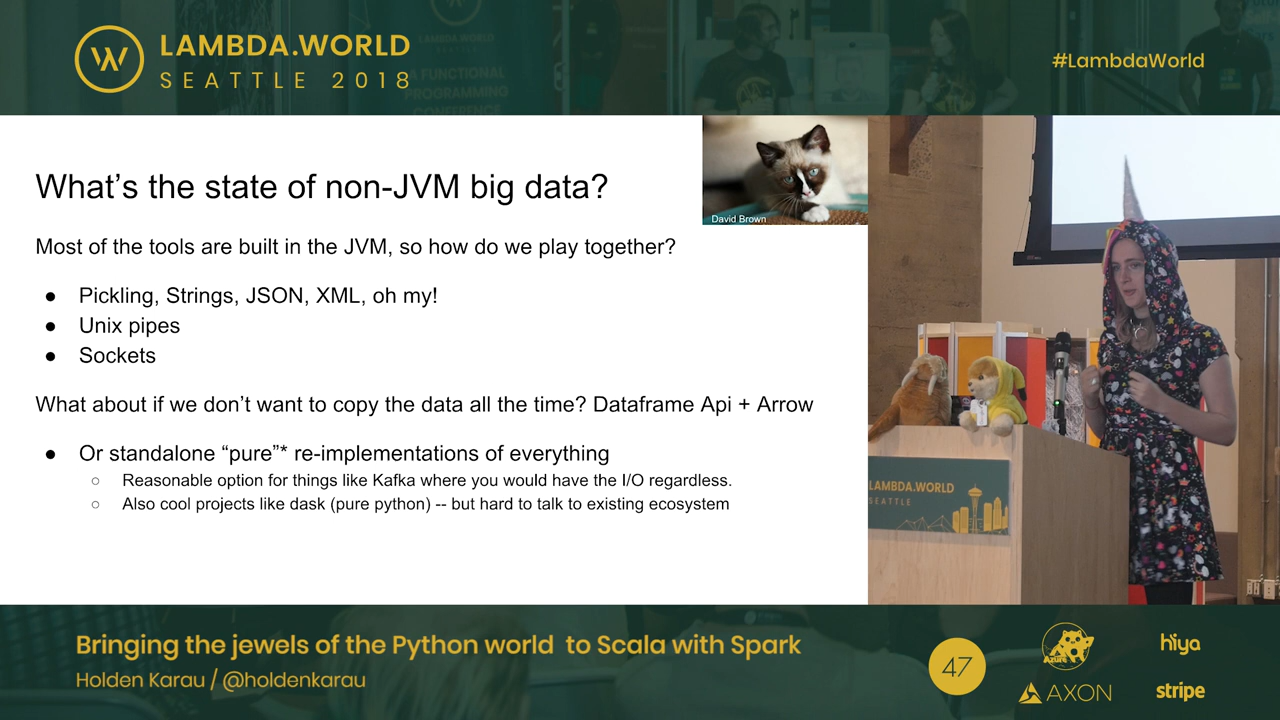 LAMBDA.WORLD
SEATTLE 2018
A FUNCTIONAL
PROGRAMMING
CONFERENCE
#LambdaWorld
What's the state of non-JVM big data?
David Brown
Most of the tools are built in the JVM, so how do we play together?
● Pickling, Strings, JSON, XML, oh my!
● Unix pipes
● Sockets
What about if we don't want to copy the data all the time? Dataframe Api + Arrow
● Or standalone “pure”* re-implementations of everything
○ Reasonable option for things like Kafka where you would have the I/O regardless.
○ Also cool projects like dask (pure python) -- but hard to talk to existing ecosystem
LAMBDA.WORLD
SEATTLE
Bringing the jewels of the Python world to Scala with Spark
Holden Karau / @holdenkarau
47
Azure
hiya
AXON
stripe